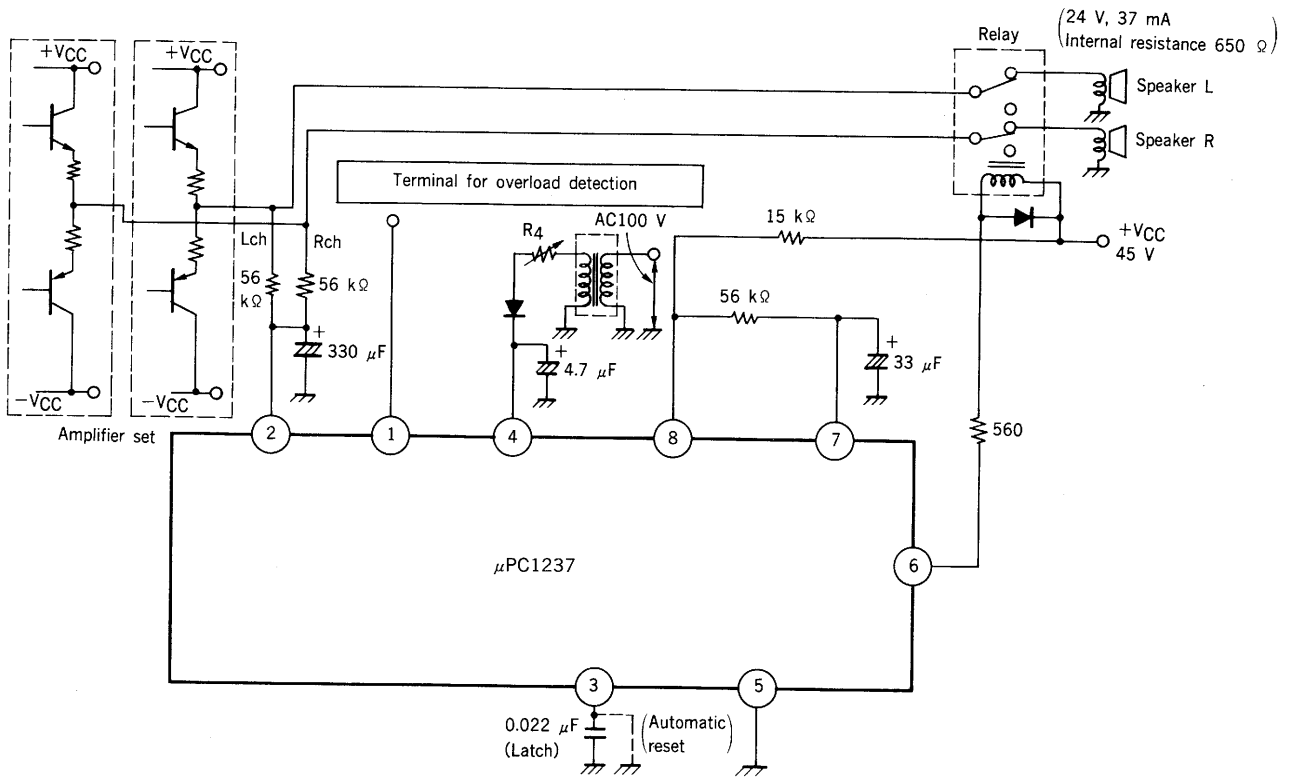 (24 V, 37 mA
Internal resistance 650 Ω)
Relay
+VCC
+VCC
Speaker L
Speaker R
Terminal for overload detection
AC100 V
R4
15 kΩ
+VCC
45 V
Lch
Rch
56
kΩ
56 kΩ
56 kΩ
+
330 μF
+
4.7 μF
+
33 μF
-VCC
-VCC
Amplifier set
2
1
4
8
7
560
μPC1237
6
3
5
0.022 μF
(Latch)
(Automatic
reset)